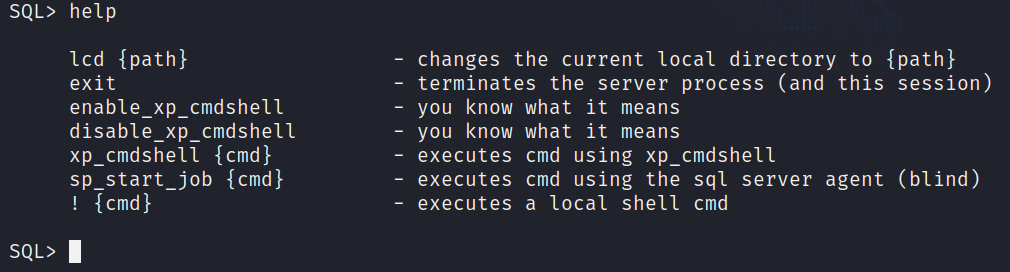 SQL> help
lcd {path} - changes the current local directory to {path}
exit - terminates the server process (and this session)
enable_xp_cmdshell - you know what it means
disable_xp_cmdshell - you know what it means
xp_cmdshell {cmd} - executes cmd using xp_cmdshell
sp_start_job {cmd} - executes cmd using the sql server agent (blind)
! {cmd} - executes a local shell cmd
SQL>